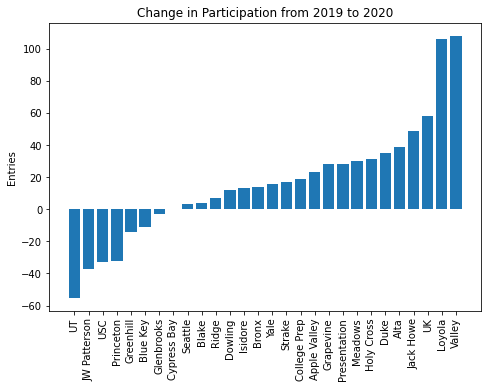 Change in Participation from 2019 to 2020
Entries
100
80
60
40
20
0
−20
−40
−60
UT
JW Patterson
USC
Princeton
Greenhill
Blue Key
Glenbrooks
Cypress Bay
Seattle
Blake
Ridge
Dowling
Isidore
Bronx
Yale
Strake
College Prep
Apple Valley
Grapevine
Presentation
Meadows
Holy Cross
Duke
Alta
Jack Howe
UK
Loyola
Valley